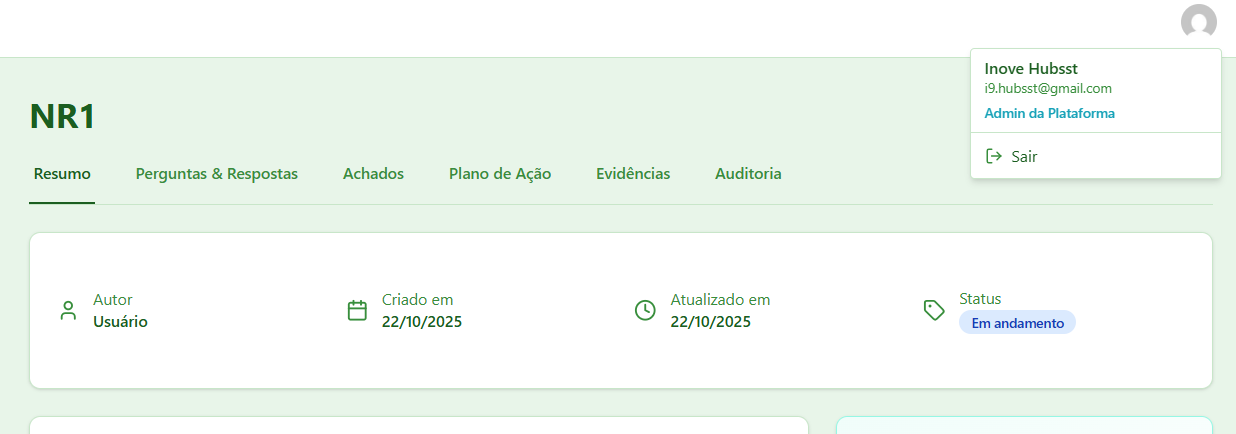 Inove Hubsst
i9.hubsst@gmail.com
Admin da Plataforma
Sair
NR1
Resumo Perguntas & Respostas Achados Plano de Ação Evidências Auditoria
Autor
Usuário
Criado em
22/10/2025
Atualizado em
22/10/2025
Status
Em andamento